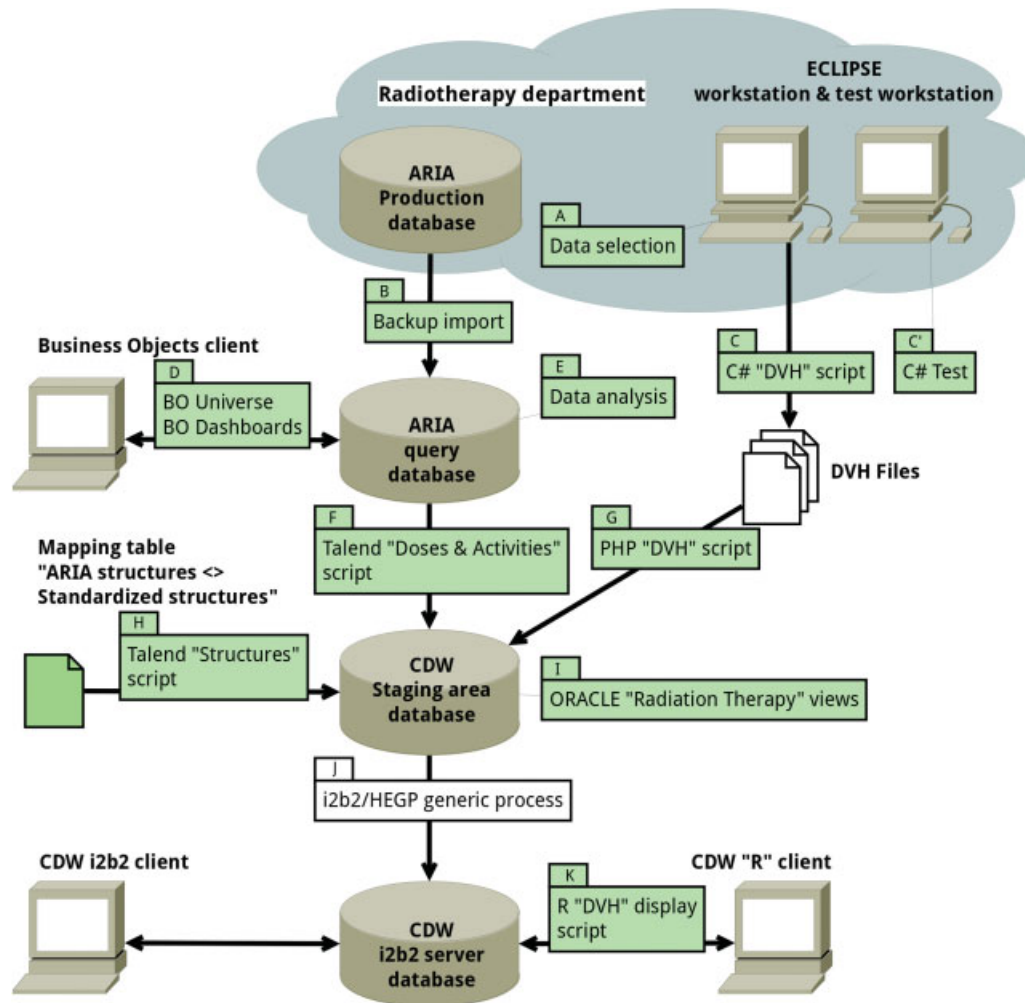 ECLIPSE
workstation & test workstation
Radiotherapy department
ARIA
Production
database
A
Data selection
B
Backup import
C
C# "DVH" script
C'
C# Test
Business Objects client
D
BO Universe
BO Dashboards
E
Data analysis
ARIA
query
database
DVH Files
F
Talend "Doses & Activities"
script
G
PHP "DVH" script
Mapping table
"ARIA structures <>
Standardized structures"
H
Talend "Structures"
script
CDW
Staging area
database
I
ORACLE "Radiation Therapy" views
J
i2b2/HEGP generic process
CDW i2b2 client
CDW "R" client
K
R "DVH" display
script
CDW
i2b2 server
database